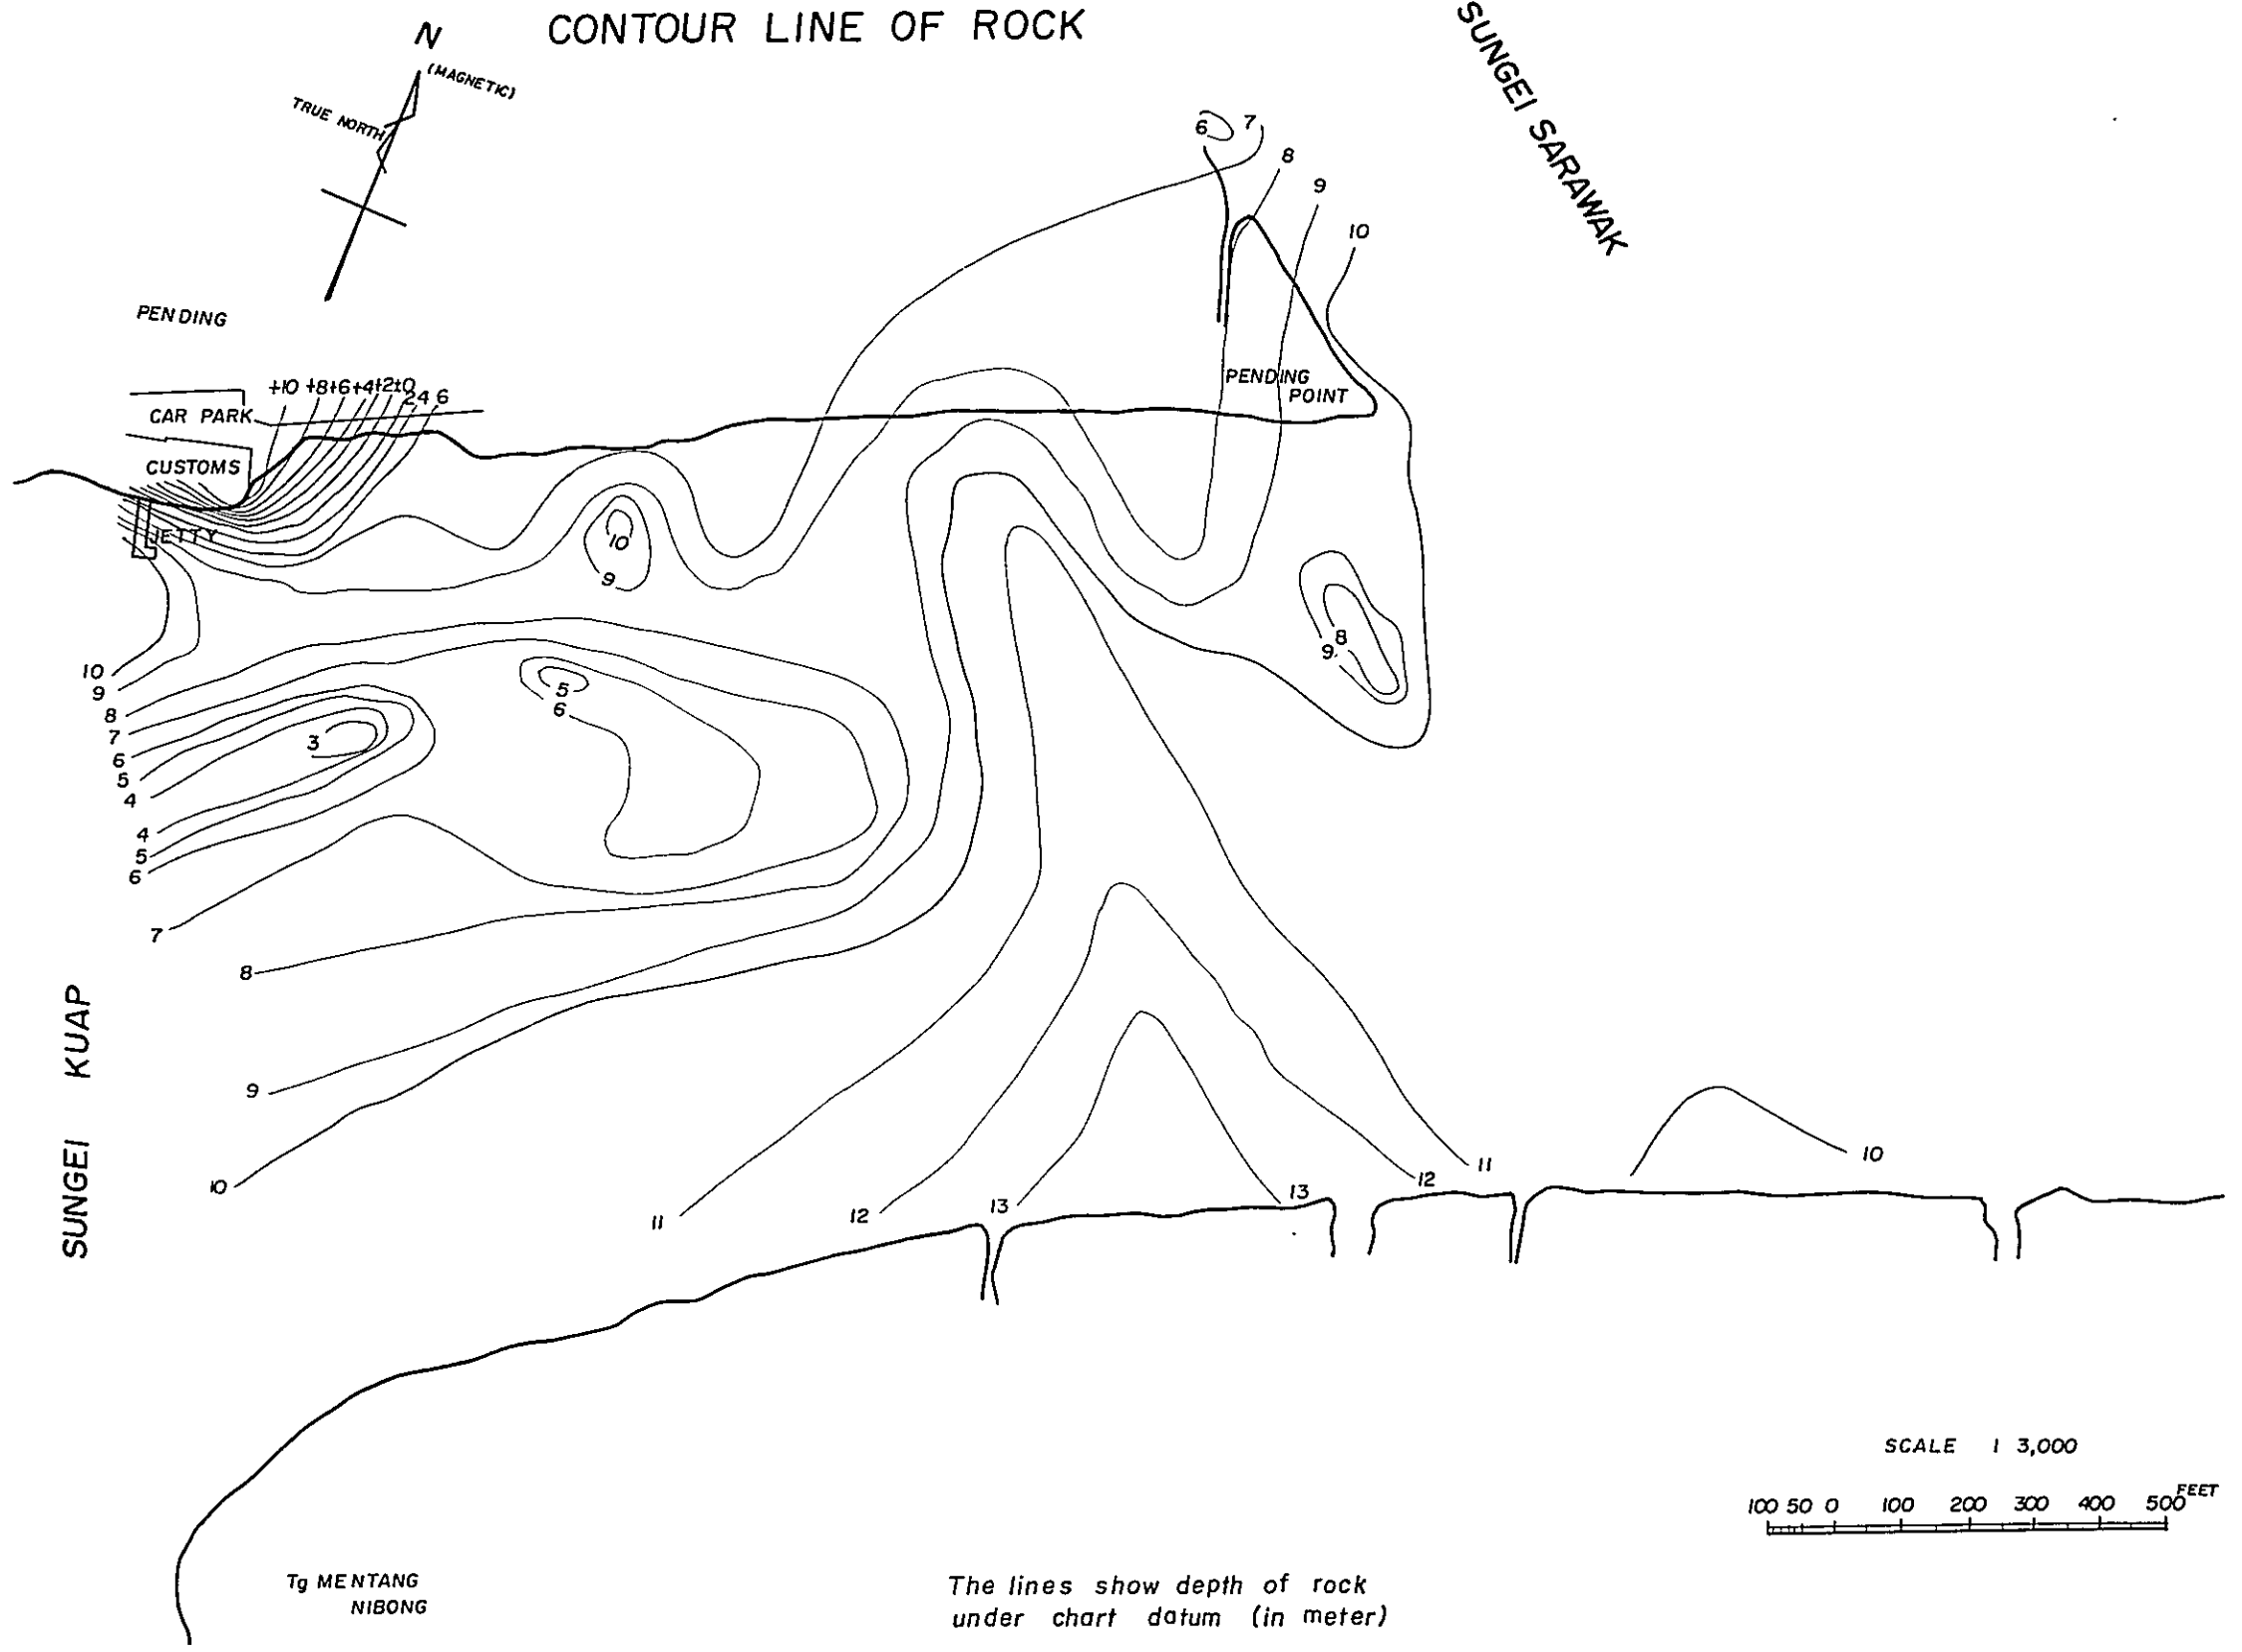 CONTOUR LINE OF ROCK
SUNGEI SARAWAK
N
(MAGNETIC)
TRUE NORTH
6 7
8
9
10
PENDING
PENDING
POINT
+10 +8+6+4+2±0
2 4 6
CAR PARK
CUSTOMS
JETTY
10
9
8
9
10
9
8
7
6
5
4
3
5
6
4
5
6
7
8
9
10
11
12
13
13
12
11
10
SUNGEI KUAP
SCALE 1 3,000
100 50 0 100 200 300 400 500 FEET
Tg MENTANG
NIBONG
The lines show depth of rock
under chart datum (in meter)